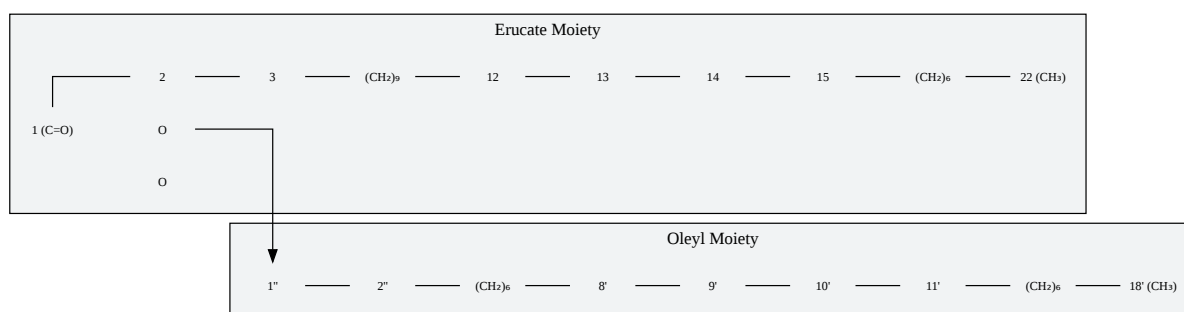 Erucate Moiety
2 3 (CH₂)₉ 12 13 14 15 (CH₂)₆ 22 (CH₃)
1 (C=O) O
O
Oleyl Moiety
1" 2" (CH₂)₆ 8' 9' 10' 11' (CH₂)₆ 18' (CH₃)